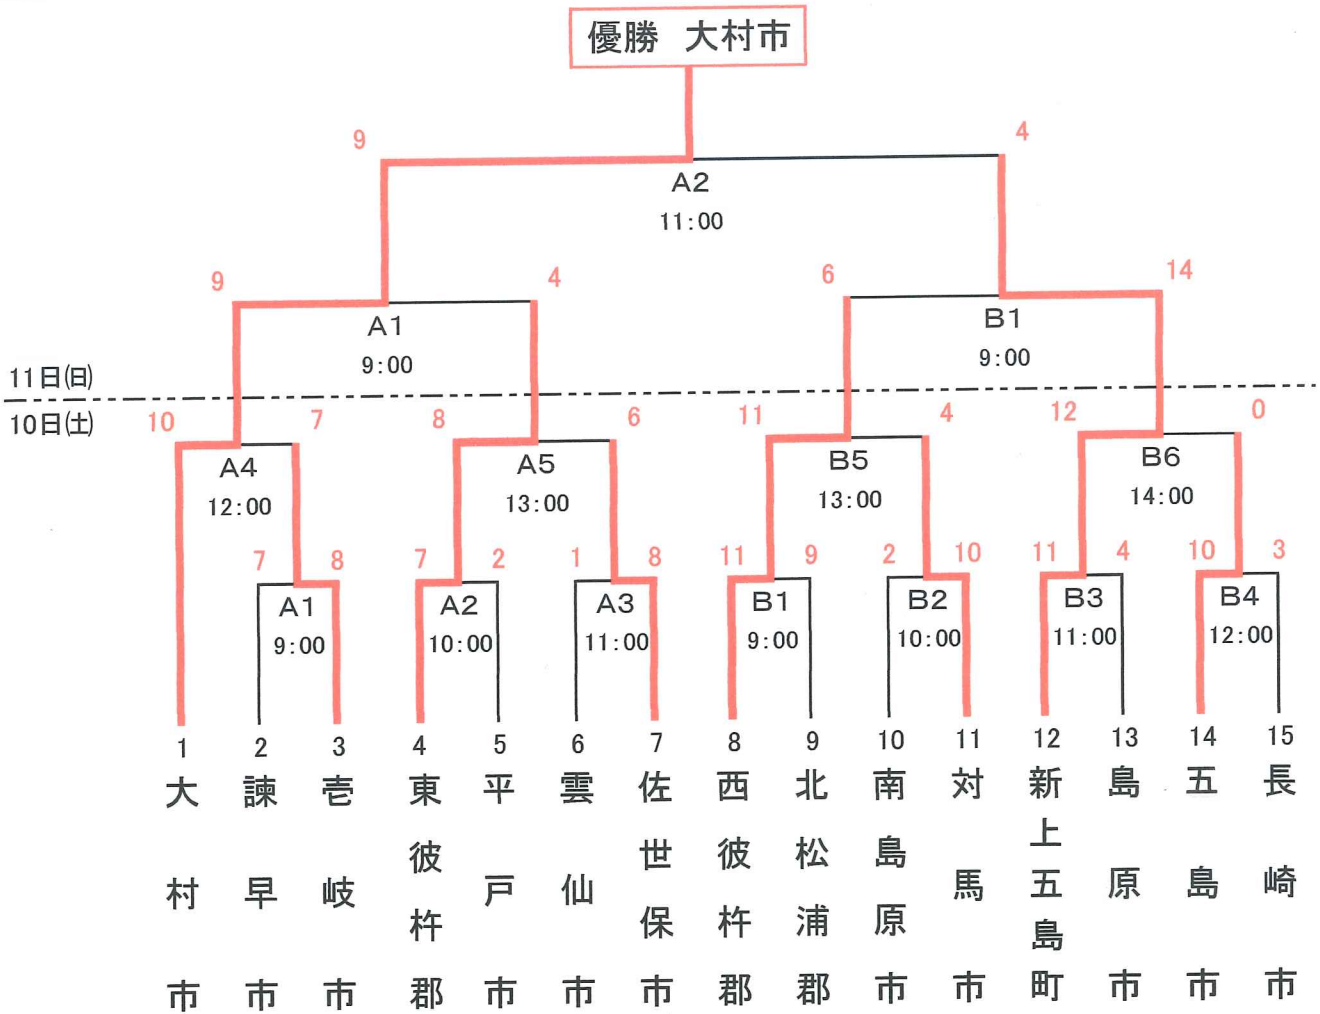 優勝 大村市
9 4
A2
11:00
9 4 6 14
A1 B1
9:00 9:00
11日(日)
10日(土)
10 7 8 6 11 4 12 0
A4 A5 B5 B6
12:00 13:00 13:00 14:00
7 8 7 2 1 8 11 9 2 10 11 4 10 3
A1 A2 A3 B1 B2 B3 B4
9:00 10:00 11:00 9:00 10:00 11:00 12:00
1 2 3 4 5 6 7 8 9 10 11 12 13 14 15
大村市
諫早市
壱岐市
東彼杵郡
平戸市
雲仙市
佐世保市
西彼杵郡
北松浦郡
南島原市
対馬市
新上五島町
島原市
五島市
長崎市